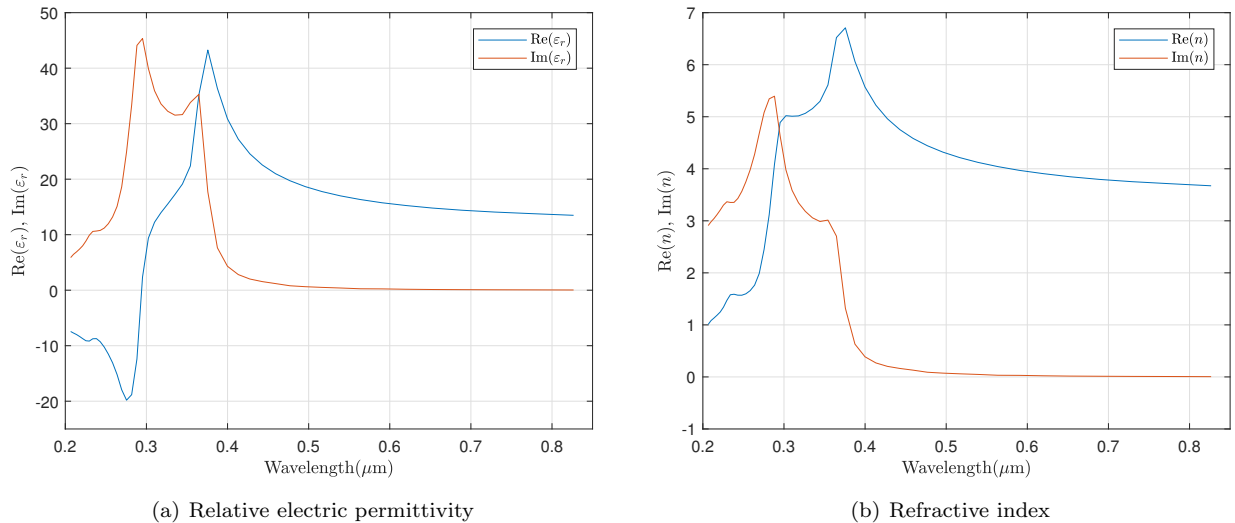 50
40
30
20
10
0
-10
-20
Re(εr), Im(εr)
Re(εr)
Im(εr)
0.2 0.3 0.4 0.5 0.6 0.7 0.8
Wavelength(μm)
(a) Relative electric permittivity
7
6
5
4
3
2
1
0
-1
Re(n), Im(n)
Re(n)
Im(n)
0.2 0.3 0.4 0.5 0.6 0.7 0.8
Wavelength(μm)
(b) Refractive index